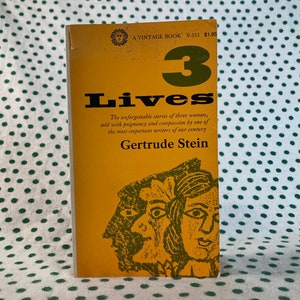 A VINTAGE BOOK V-153 $1.95
3
Lives
The unforgettable stories of three women,
told with poignancy and compassion by one of
the most important writers of our century
Gertrude Stein